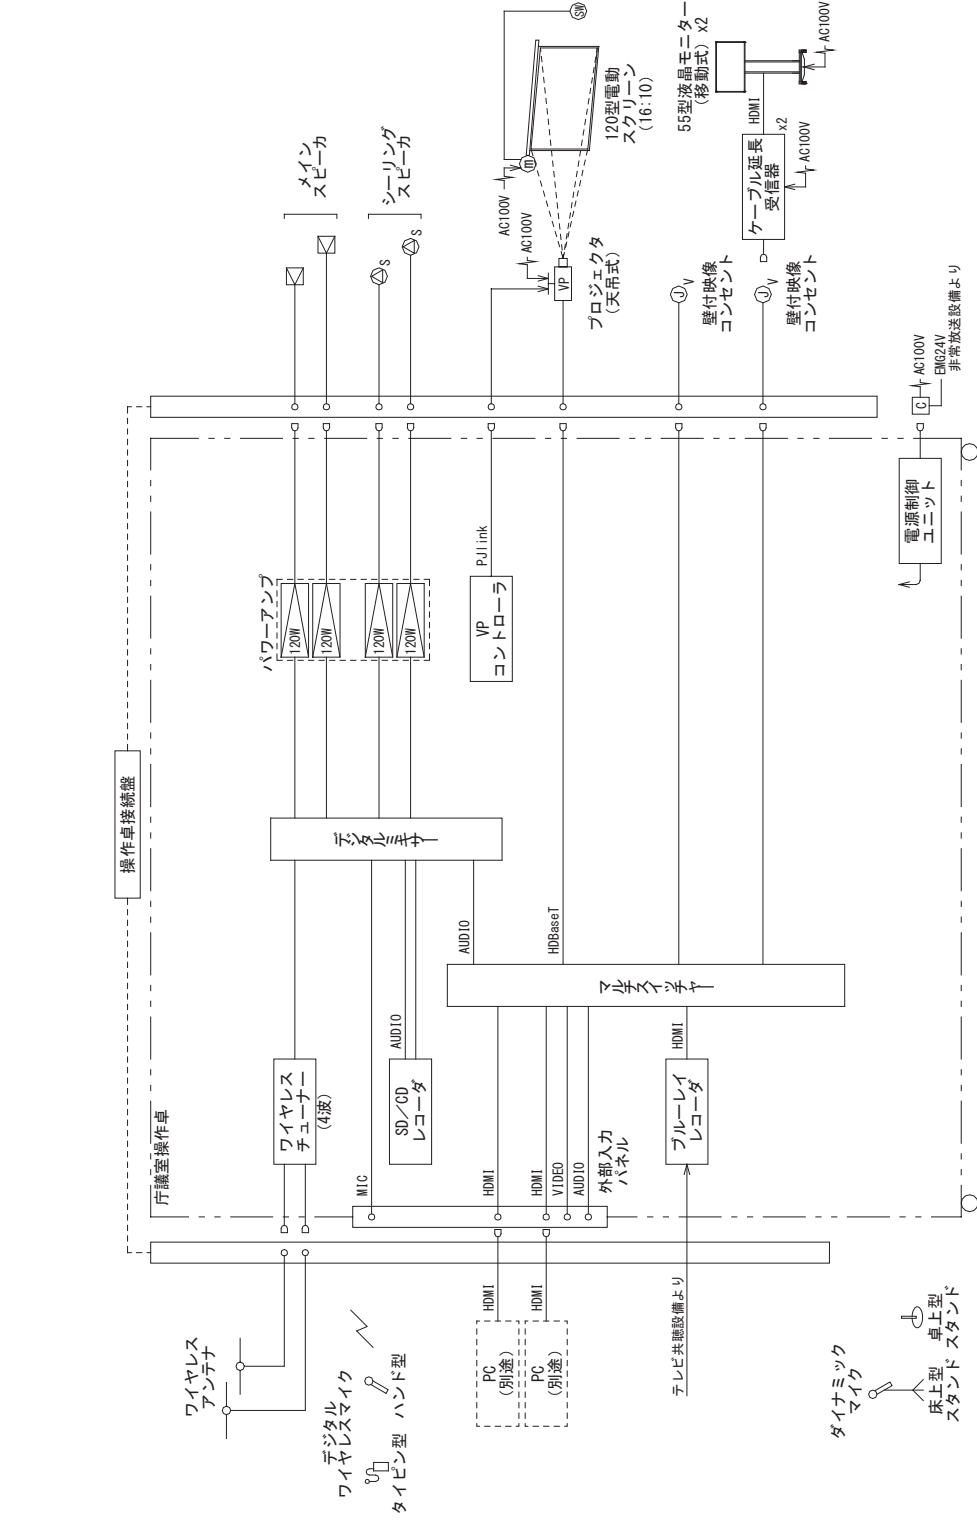 操作卓接続盤
庁議室操作卓
ワイヤレス
アンテナ
デジタル
ワイヤレスマイク
タイピン型
ハンド型
ダイナミック
マイク
床上型
スタンド
卓上型
スタンド
ワイヤレス
チューナー
(4波)
MIC
SD/CD
レコーダ
AUDIO
PC
(別途)
HDMI
PC
(別途)
HDMI
HDMI
HDMI
VIDEO
AUDIO
外部入力
パネル
テレビ共聴設備より
ブルーレイ
レコーダ
HDMI
デジタルミキサー
AUDIO
マルチスイッチャー
HDBaseT
パワーアンプ
120W
120W
120W
120W
VP
コントローラ
PJlink
電源制御
ユニット
メイン
スピーカ
シーリング
スピーカ
S
S
AC100V
AC100V
VP
プロジェクタ
(天吊式)
m
SW
120型電動
スクリーン
(16:10)
J
V
壁付映像
コンセント
J
V
壁付映像
コンセント
ケーブル延長
受信器
x2
HDMI
AC100V
55型液晶モニター
(移動式) x2
AC100V
C
AC100V
EMG24V
非常放送設備より